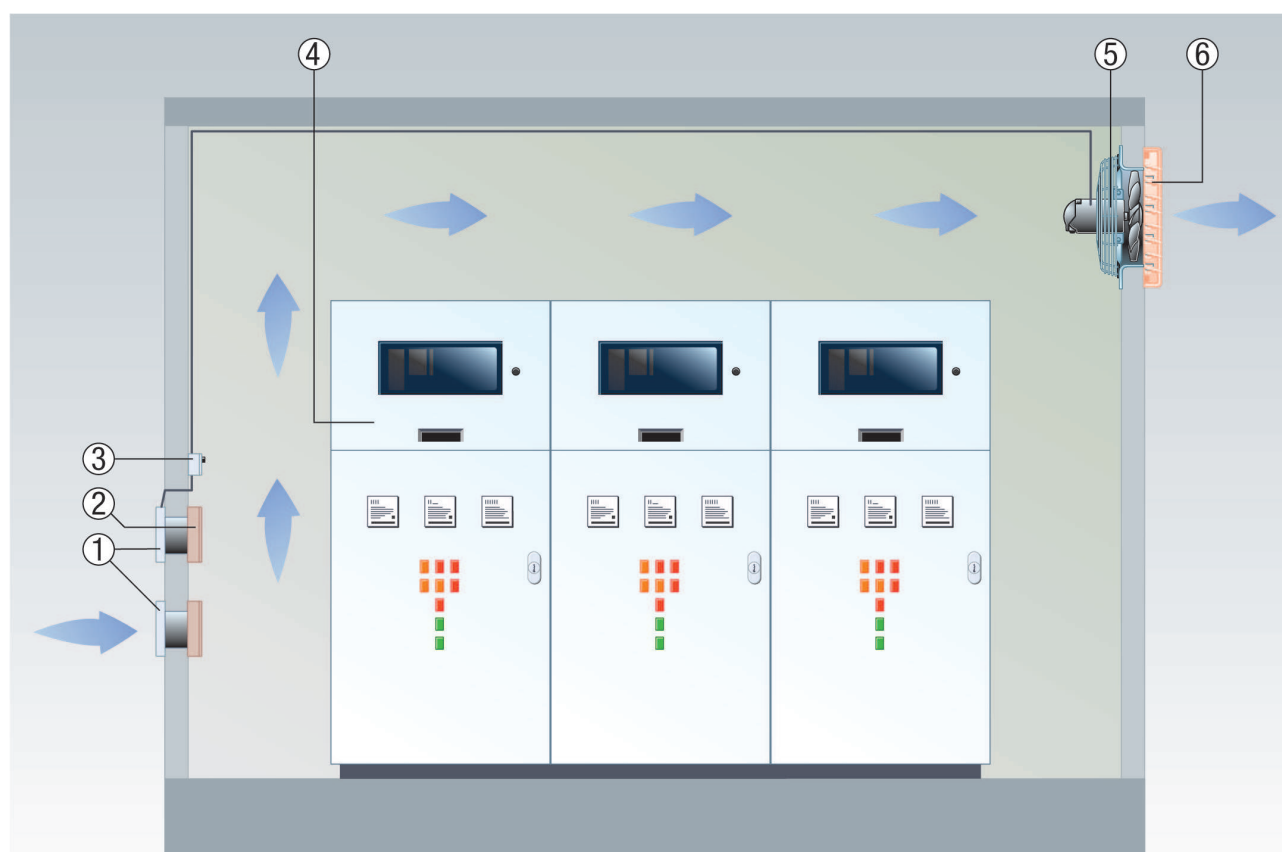 ④ ⑤ ⑥
③
②
①